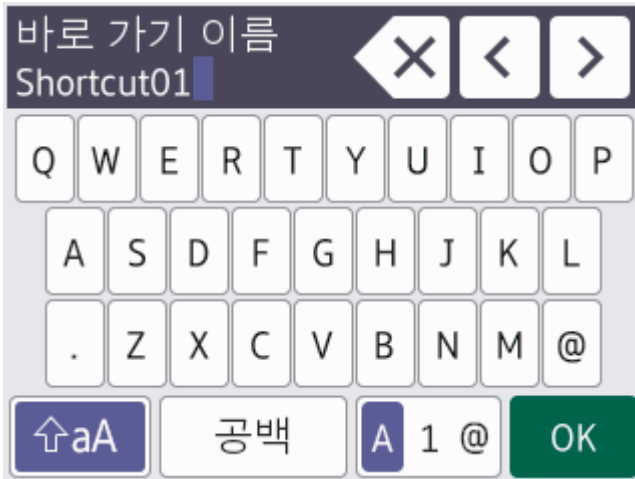 바로 가기 이름
Shortcut01
Q W E R T Y U I O P
A S D F G H J K L
. Z X C V B N M @
aA 공백 A 1 @ OK